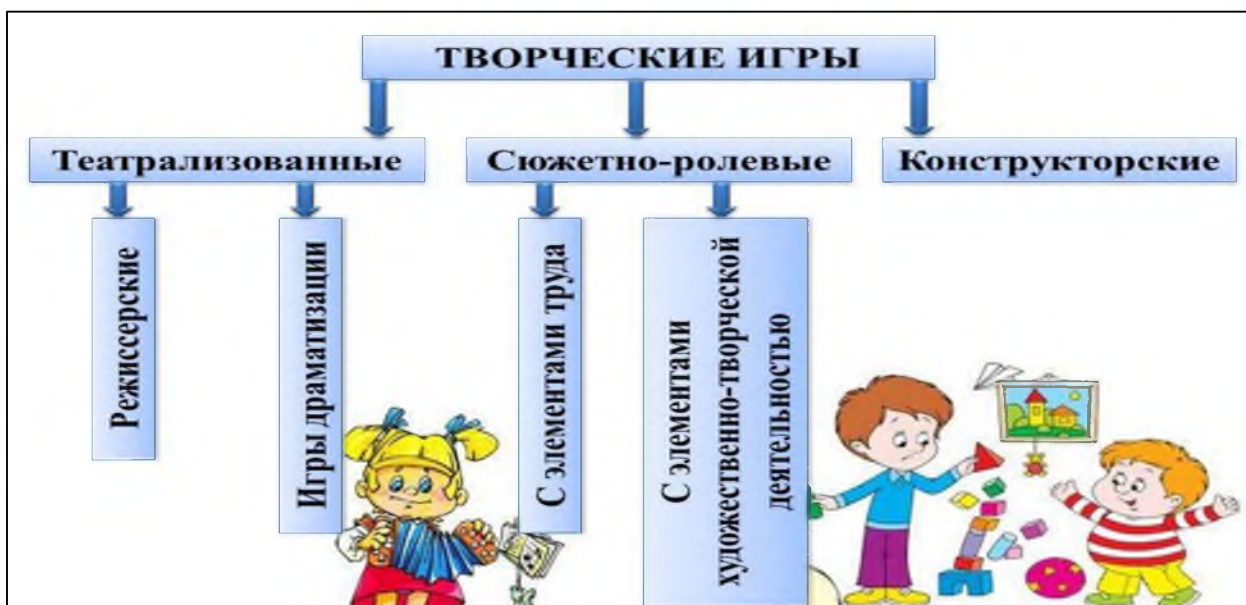 ТВОРЧЕСКИЕ ИГРЫ
Театрализованные
Сюжетно-ролевые
Конструкторские
Режиссерские
Игры драматизации
С элементами труда
С элементами
художественно-творческой
деятельностью